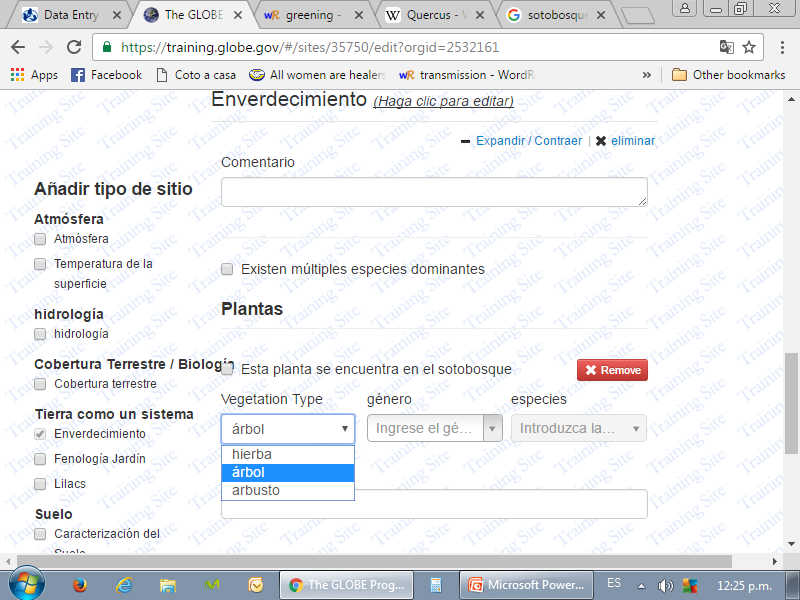 Data Entry
The GLOBE
greening -
Quercus - W
sotobosque
https://training.globe.gov/#/sites/35750/edit?orgid=2532161
Apps
Facebook
Coto a casa
All women are healers
transmission - WordR
»
Other bookmarks
Enverdecimiento (Haga clic para editar)
Expandir / Contraer | eliminar
Comentario
Añadir tipo de sitio
Atmósfera
Atmósfera
Temperatura de la
superficie
hidrología
hidrología
Cobertura Terrestre / Biología
Cobertura terrestre
Tierra como un sistema
Enverdecimiento
Fenología Jardín
Lilacs
Suelo
Caracterización del
Suelo
Existen múltiples especies dominantes
Plantas
Esta planta se encuentra en el sotobosque
Remove
Vegetation Type
género
especies
árbol
Ingrese el gé...
Introduzca la...
hierba
árbol
arbusto
Training Site
The GLOBE Prog...
Microsoft Power...
ES
12:25 p.m.